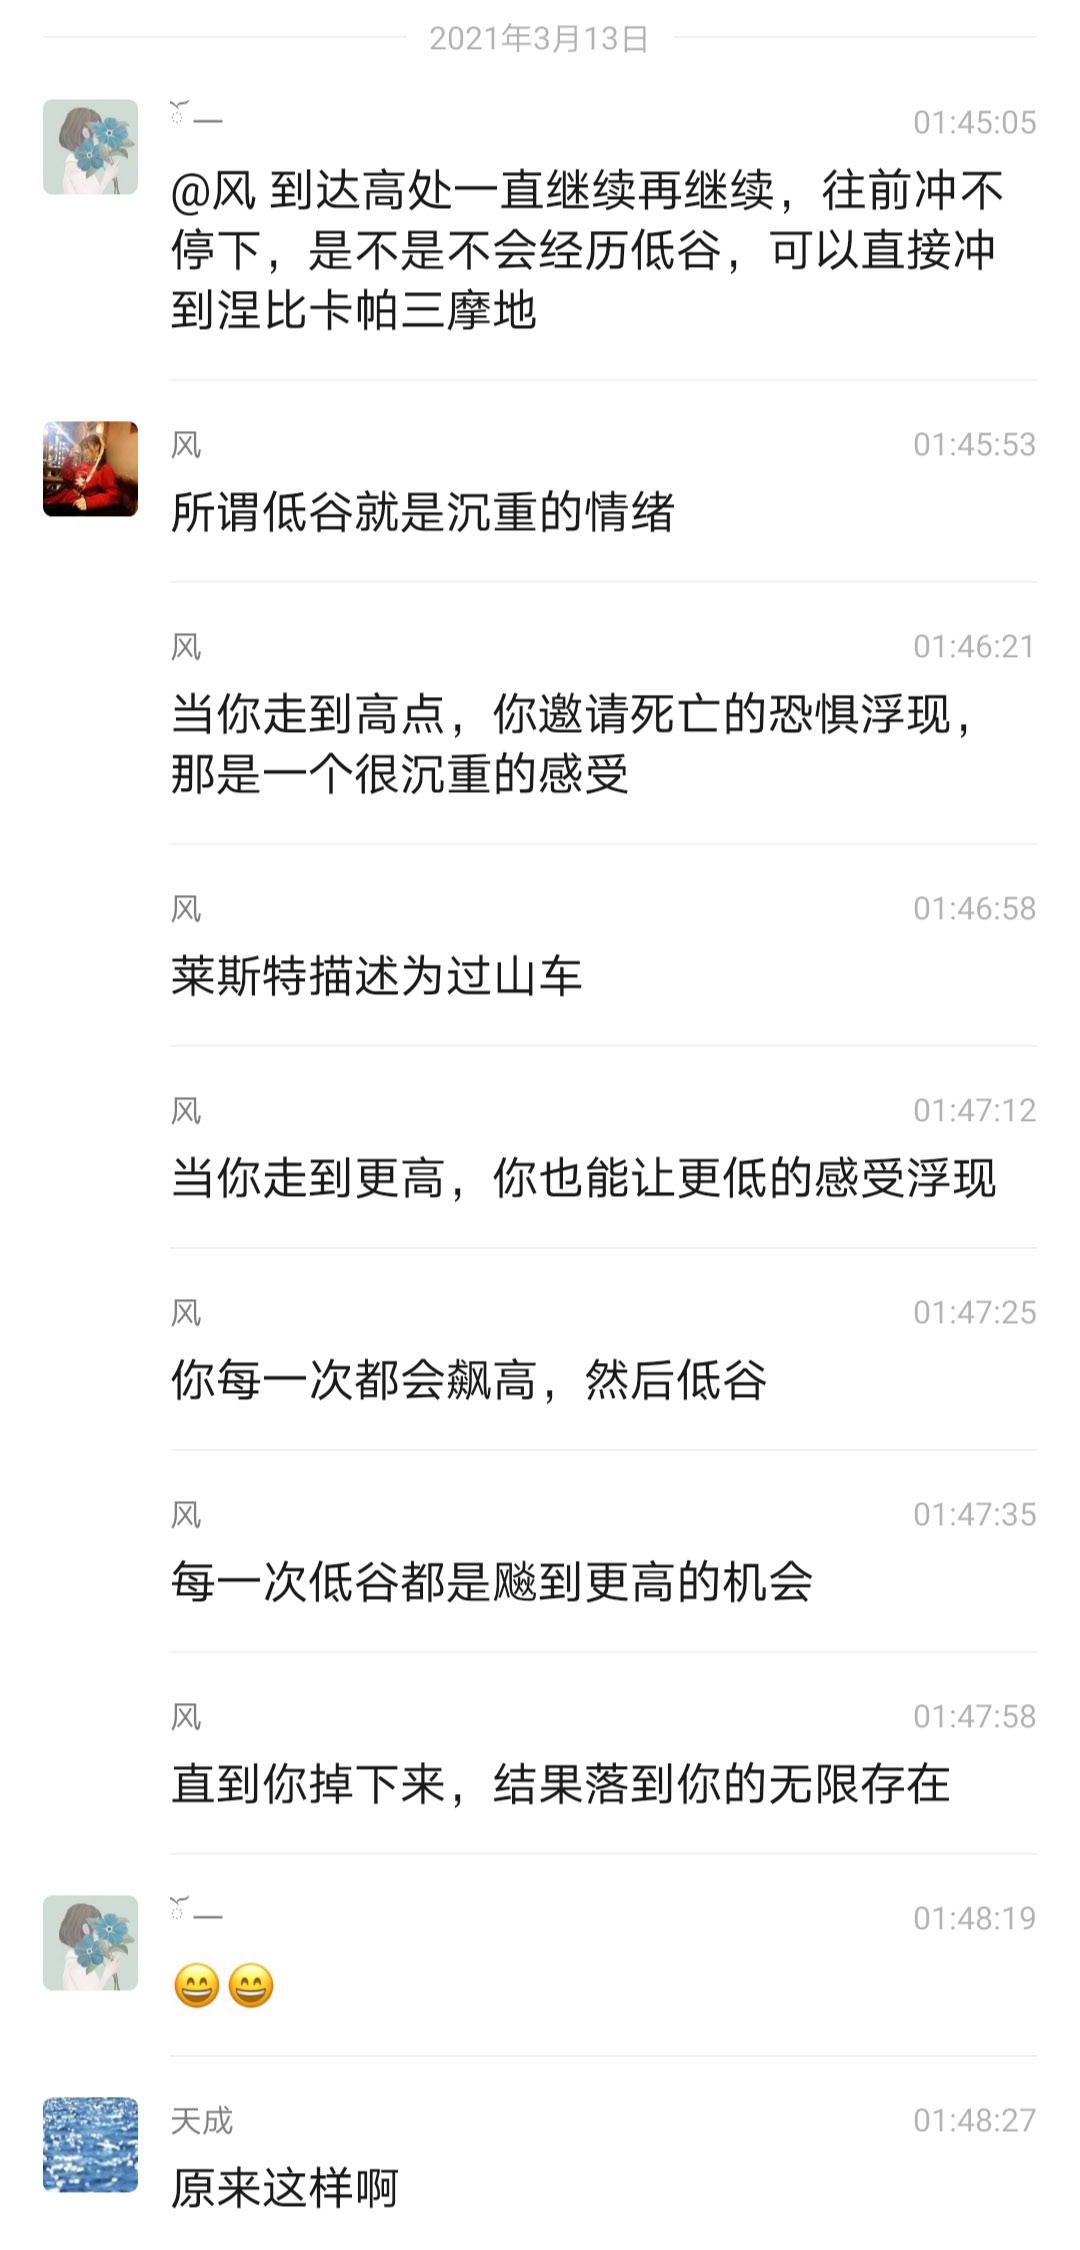 2021年3月13日
01:45:05
@风 到达高处一直继续再继续，往前冲不
停下，是不是不会经历低谷，可以直接冲
到涅比卡帕三摩地
风 01:45:53
所谓低谷就是沉重的情绪
风 01:46:21
当你走到高点，你邀请死亡的恐惧浮现，
那是一个很沉重的感受
风 01:46:58
莱斯特描述为过山车
风 01:47:12
当你走到更高，你也能让更低的感受浮现
风 01:47:25
你每一次都会飙高，然后低谷
风 01:47:35
每一次低谷都是飚到更高的机会
风 01:47:58
直到你掉下来，结果落到你的无限存在
01:48:19
😄😄
天成 01:48:27
原来这样啊